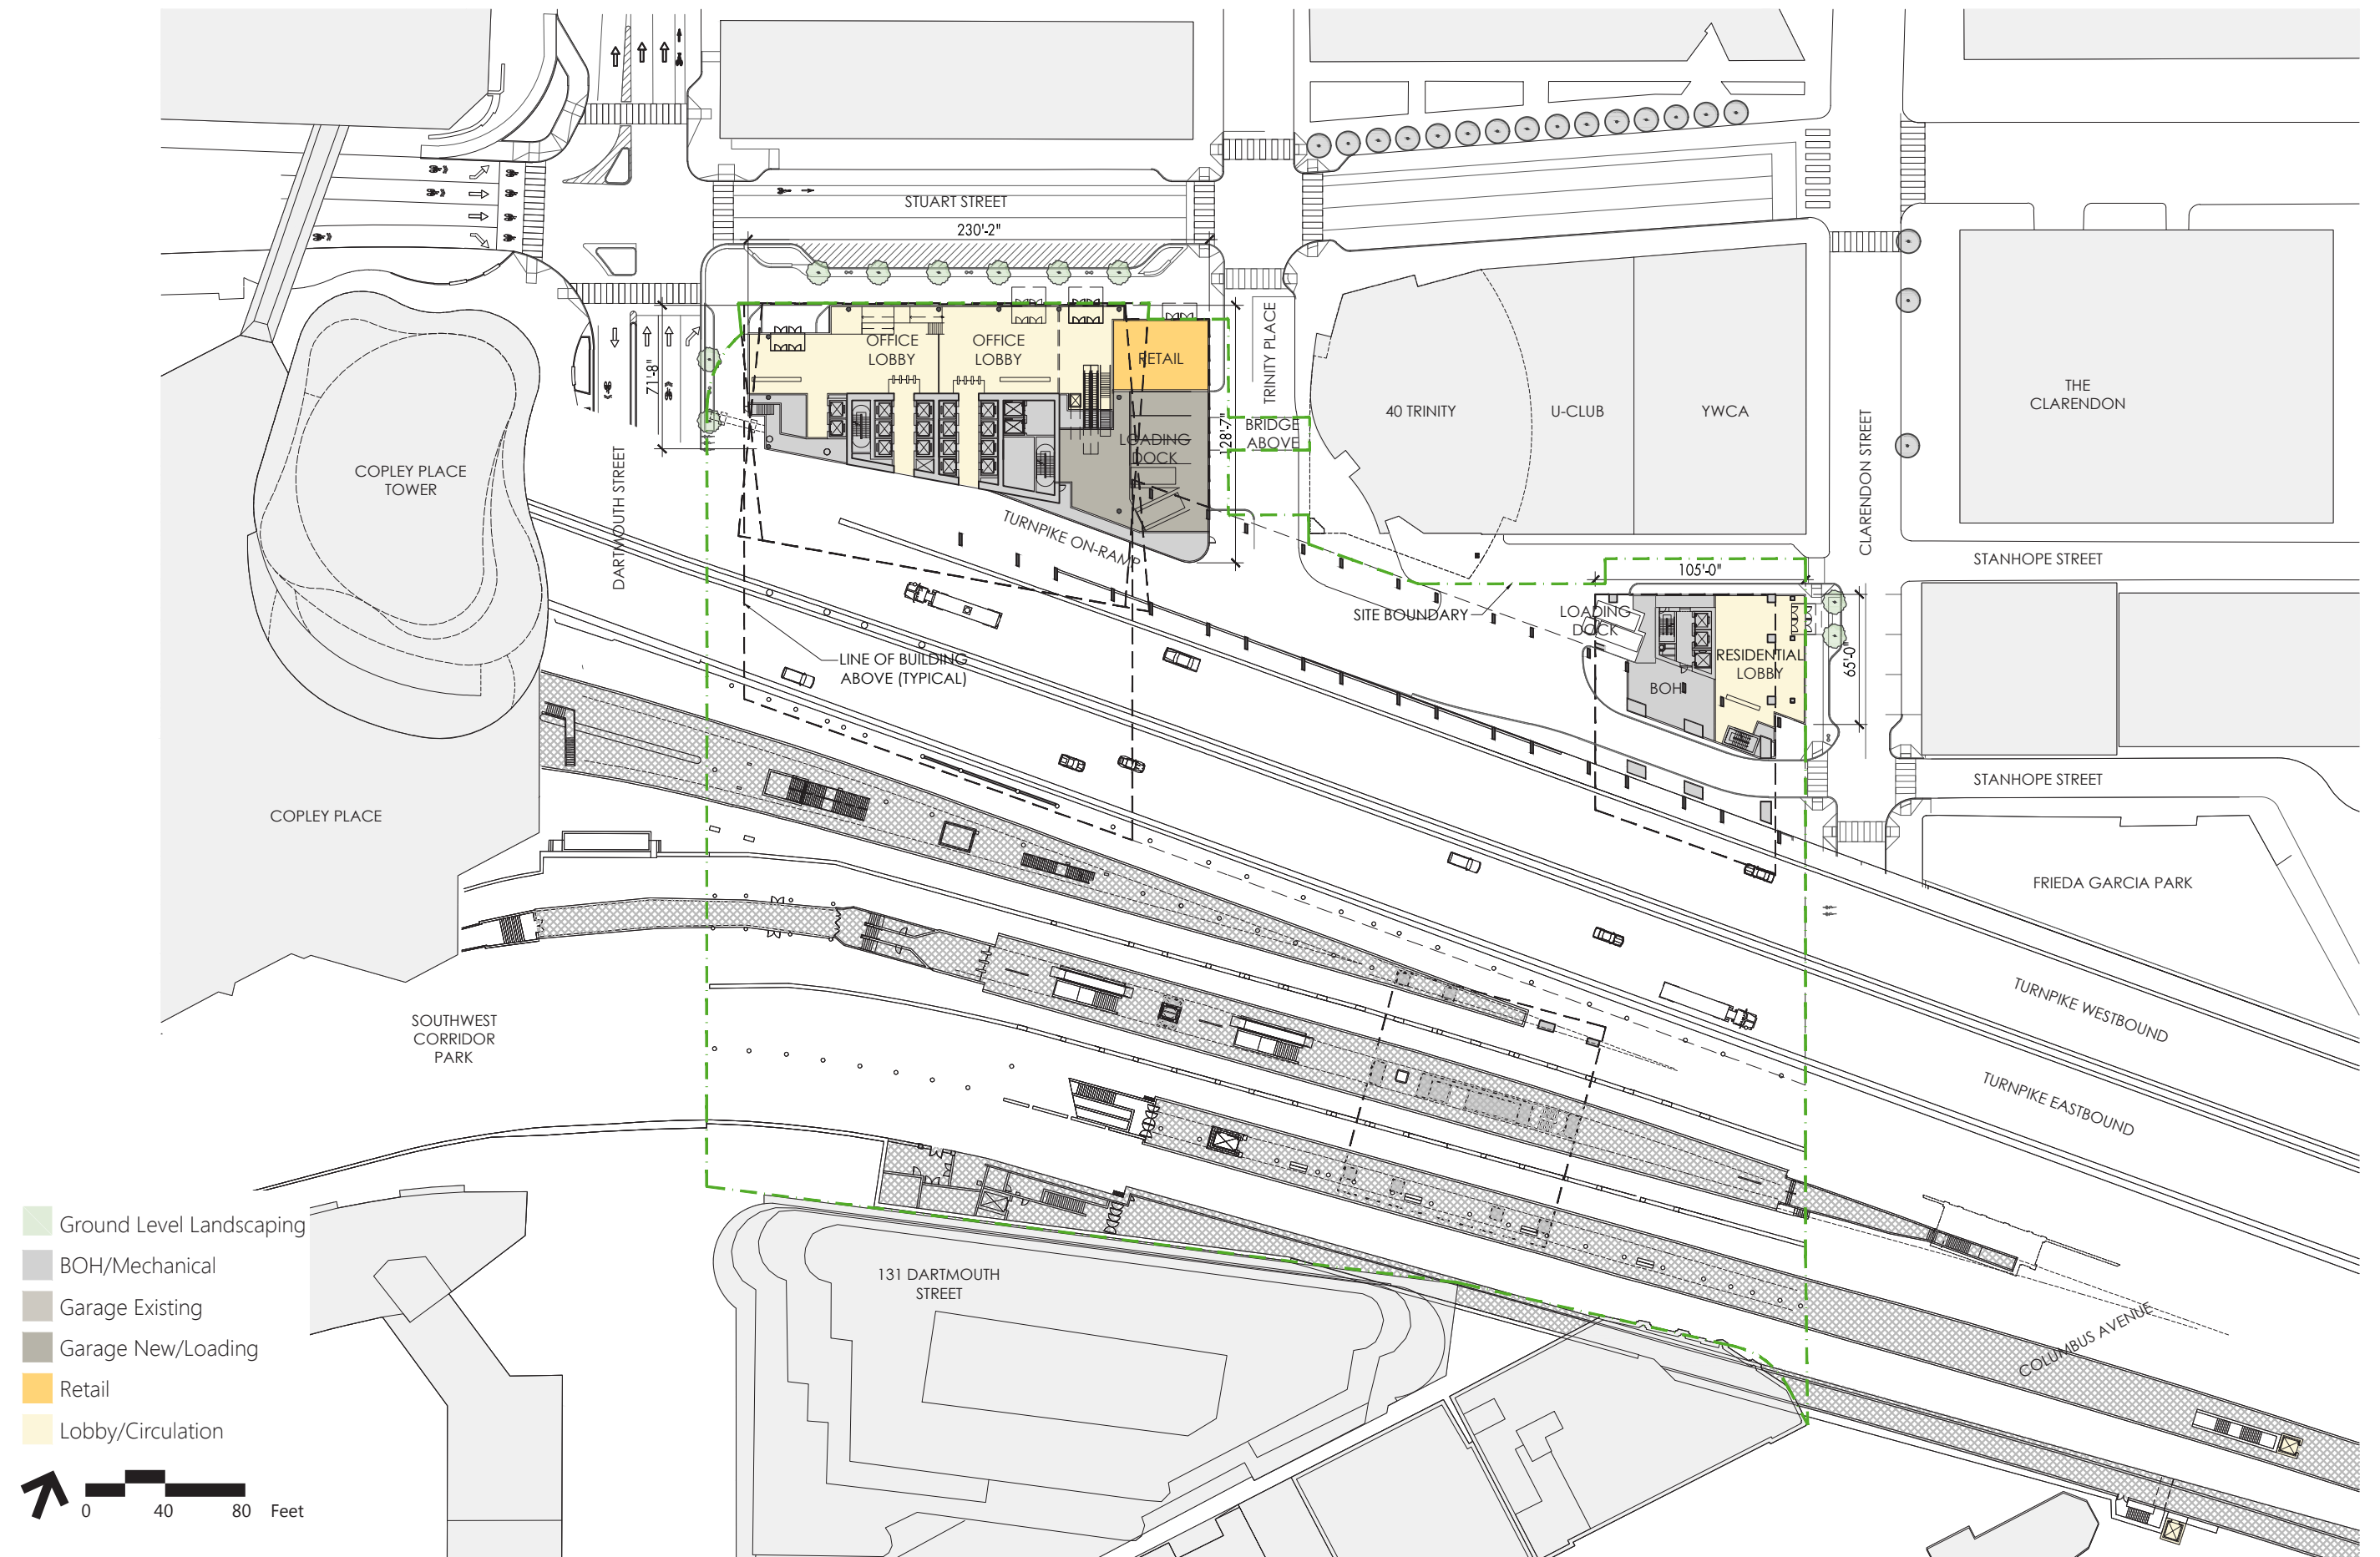 STUART STREET
230'-2"
TRINITY PLACE
OFFICE
LOBBY
OFFICE
LOBBY
RETAIL
71'-8"
128'-7"
BRIDGE
ABOVE
LOADING
DOCK
40 TRINITY
U-CLUB
YWCA
THE
CLARENDON
CLARENDON STREET
COPLEY PLACE
TOWER
DARTMOUTH STREET
TURNPIKE ON-RAMP
STANHOPE STREET
105'-0"
SITE BOUNDARY
LOADING
DOCK
RESIDENTIAL
LOBBY
BOH
65'-0"
LINE OF BUILDING
ABOVE (TYPICAL)
STANHOPE STREET
COPLEY PLACE
FRIEDA GARCIA PARK
TURNPIKE WESTBOUND
SOUTHWEST
CORRIDOR
PARK
TURNPIKE EASTBOUND
131 DARTMOUTH
STREET
COLUMBUS AVENUE
Ground Level Landscaping
BOH/Mechanical
Garage Existing
Garage New/Loading
Retail
Lobby/Circulation
0 40 80 Feet